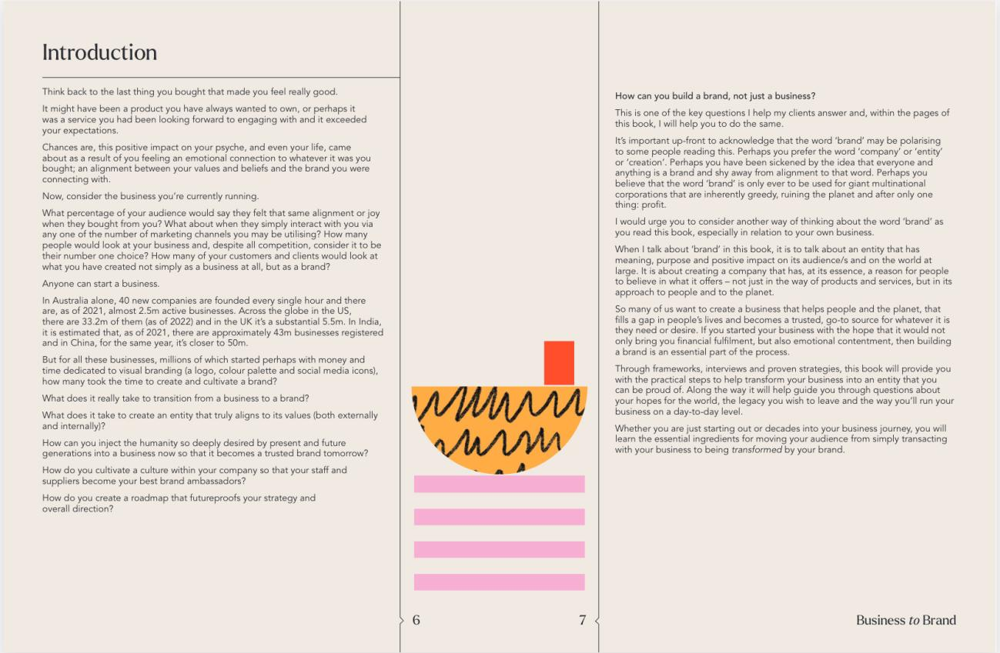 Introduction
Think back to the last thing you bought that made you feel really good.
It might have been a product you have always wanted to own, or perhaps it
was a service you had been looking forward to engaging with and it exceeded
your expectations.
Chances are, this positive impact on your psyche, and even your life, came
about as a result of you feeling an emotional connection to whatever it was you
bought; an alignment between your values and beliefs and the brand you were
connecting with.
Now, consider the business you're currently running.
What percentage of your audience would say they felt that same alignment or joy
when they bought from you? What about when they simply interact with you via
any one of the number of marketing channels you may be utilising? How many
people would look at your business and, despite all competition, consider it to be
their number one choice? How many of your customers and clients would look at
what you have created not simply as a business at all, but as a brand?
Anyone can start a business.
In Australia alone, 40 new companies are founded every single hour and there
are, as of 2021, almost 2.5m active businesses. Across the globe in the US,
there are 33.2m of them (as of 2022) and in the UK it's a substantial 5.5m. In India,
it is estimated that, as of 2021, there are approximately 43m businesses registered
and in China, for the same year, it's closer to 50m.
But for all these businesses, millions of which started perhaps with money and
time dedicated to visual branding (a logo, colour palette and social media icons),
how many took the time to create and cultivate a brand?
What does it really take to transition from a business to a brand?
What does it take to create an entity that truly aligns to its values (both externally
and internally)?
How can you inject the humanity so deeply desired by present and future
generations into a business now so that it becomes a trusted brand tomorrow?
How do you cultivate a culture within your company so that your staff and
suppliers become your best brand ambassadors?
How do you create a roadmap that futureproofs your strategy and
overall direction?
6
7
How can you build a brand, not just a business?
This is one of the key questions I help my clients answer and, within the pages of
this book, I will help you to do the same.
It's important up-front to acknowledge that the word 'brand' may be polarising
to some people reading this. Perhaps you prefer the word 'company' or 'entity'
or 'creation'. Perhaps you have been sickened by the idea that everyone and
anything is a brand and shy away from alignment to that word. Perhaps you
believe that the word 'brand' is only ever to be used for giant multinational
corporations that are inherently greedy, ruining the planet and after only one
thing: profit.
I would urge you to consider another way of thinking about the word 'brand' as
you read this book, especially in relation to your own business.
When I talk about 'brand' in this book, it is to talk about an entity that has
meaning, purpose and positive impact on its audience/s and on the world at
large. It is about creating a company that has, at its essence, a reason for people
to believe in what it offers – not just in the way of products and services, but in its
approach to people and to the planet.
So many of us want to create a business that helps people and the planet, that
fills a gap in people's lives and becomes a trusted, go-to source for whatever it is
they need or desire. If you started your business with the hope that it would not
only bring you financial fulfilment, but also emotional contentment, then building
a brand is an essential part of the process.
Through frameworks, interviews and proven strategies, this book will provide you
with the practical steps to help transform your business into an entity that you
can be proud of. Along the way it will help guide you through questions about
your hopes for the world, the legacy you wish to leave and the way you'll run your
business on a day-to-day level.
Whether you are just starting out or decades into your business journey, you will
learn the essential ingredients for moving your audience from simply transacting
with your business to being transformed by your brand.
Business to Brand